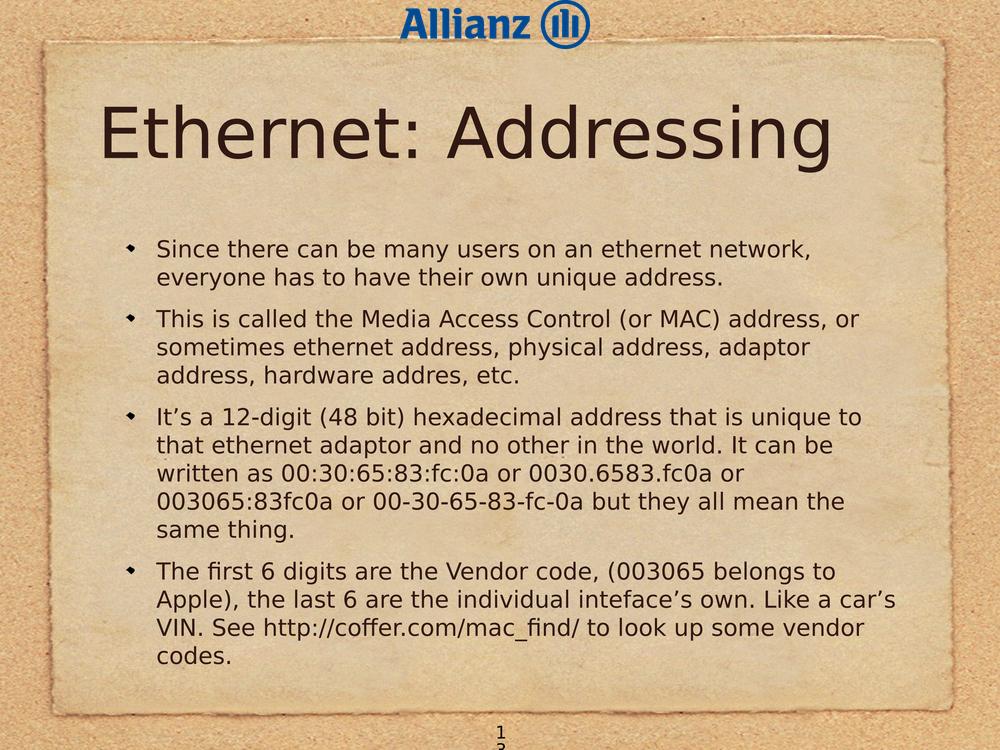 Allianz
Ethernet: Addressing
Since there can be many users on an ethernet network,
everyone has to have their own unique address.
This is called the Media Access Control (or MAC) address, or
sometimes ethernet address, physical address, adaptor
address, hardware addres, etc.
It’s a 12-digit (48 bit) hexadecimal address that is unique to
that ethernet adaptor and no other in the world. It can be
written as 00:30:65:83:fc:0a or 0030.6583.fc0a or
003065:83fc0a or 00-30-65-83-fc-0a but they all mean the
same thing.
The first 6 digits are the Vendor code, (003065 belongs to
Apple), the last 6 are the individual inteface’s own. Like a car’s
VIN. See http://coffer.com/mac_find/ to look up some vendor
codes.
1